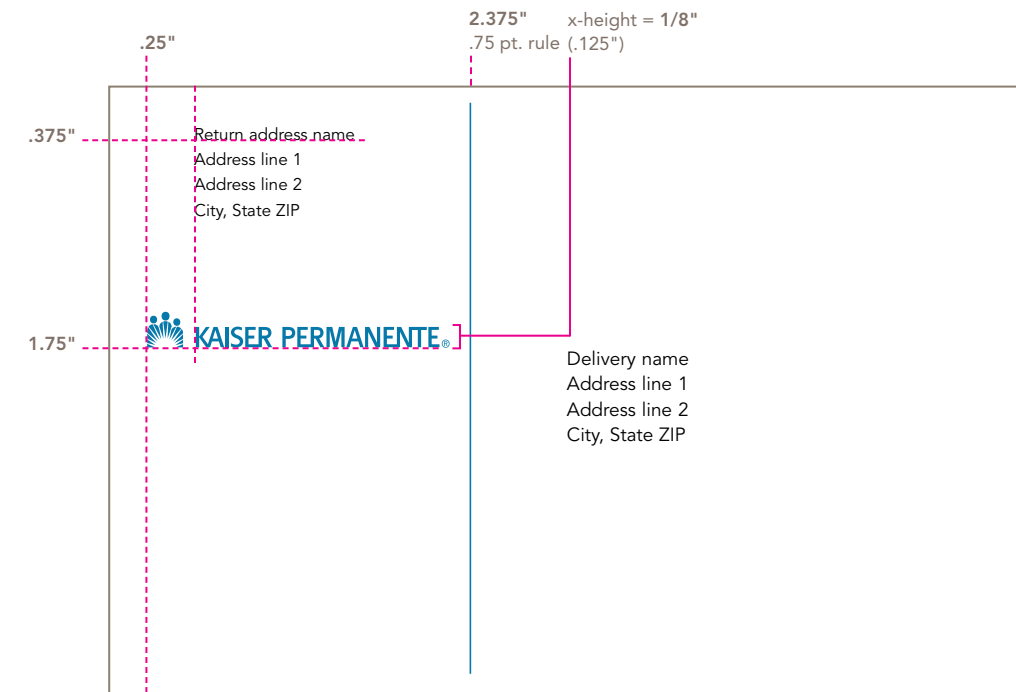 .25"
2.375"
.75 pt. rule
x-height = 1/8"
(.125")
.375"
Return address name
Address line 1
Address line 2
City, State ZIP
1.75"
KAISER PERMANENTE®
Delivery name
Address line 1
Address line 2
City, State ZIP